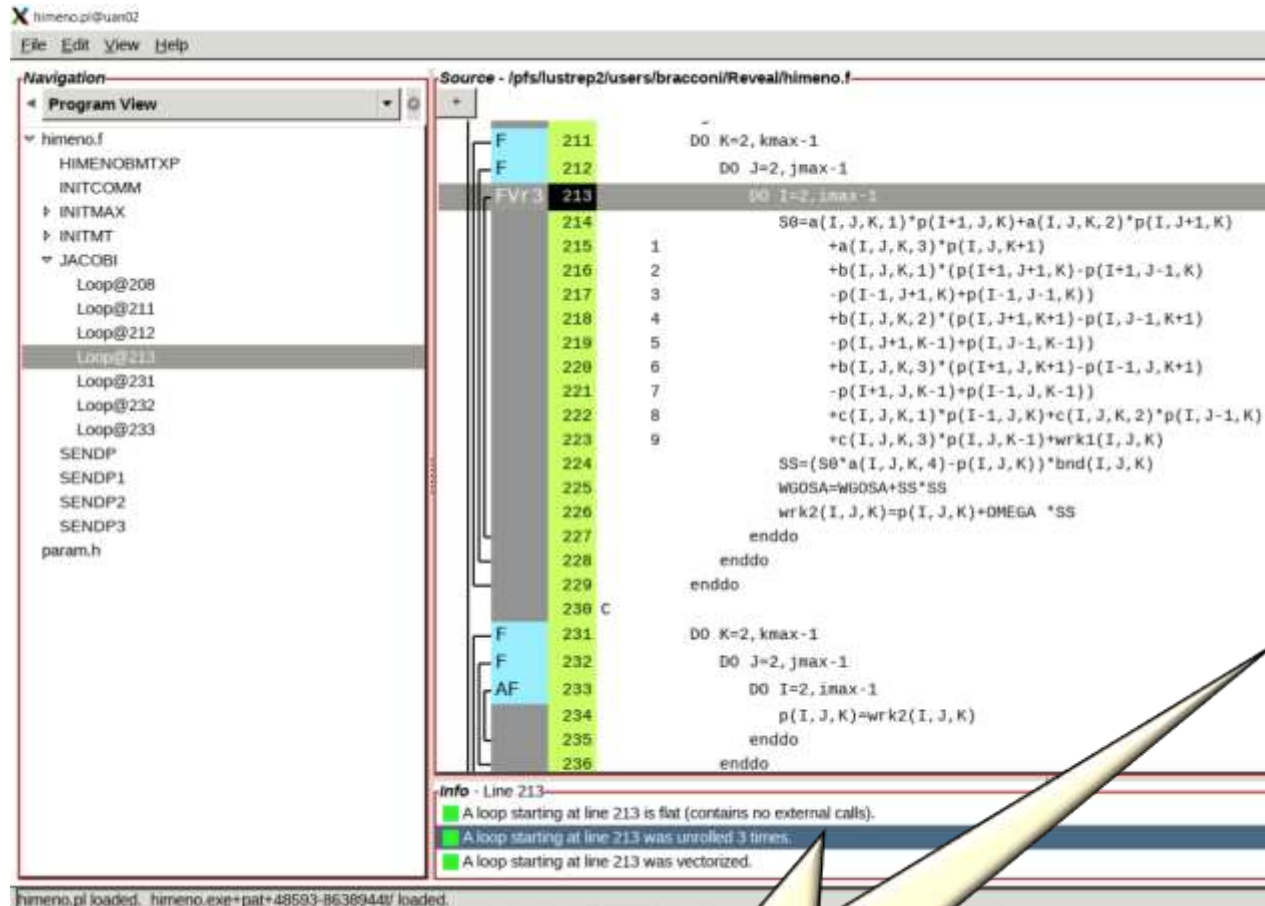 himeno.pl@uan02
File Edit View Help
Navigation
Program View
himeno.f
HIMENOBMTXP
INITCOMM
INITMAX
INITMT
JACOBI
Loop@208
Loop@211
Loop@212
Loop@213
Loop@231
Loop@232
Loop@233
SENDP
SENDP1
SENDP2
SENDP3
param.h
Source - /pfs/lustrep2/users/bracconi/Reveal/himeno.f
+
F 211 DO K=2,kmax-1
F 212 DO J=2,jmax-1
FVr3 213 DO I=2,imax-1
214 S0=a(I,J,K,1)*p(I+1,J,K)+a(I,J,K,2)*p(I,J+1,K)
215 1 +a(I,J,K,3)*p(I,J,K+1)
216 2 +b(I,J,K,1)*(p(I+1,J+1,K)-p(I+1,J-1,K)
217 3 -p(I-1,J+1,K)+p(I-1,J-1,K))
218 4 +b(I,J,K,2)*(p(I,J+1,K+1)-p(I,J-1,K+1)
219 5 -p(I,J+1,K-1)+p(I,J-1,K-1))
220 6 +b(I,J,K,3)*(p(I+1,J,K+1)-p(I-1,J,K+1)
221 7 -p(I+1,J,K-1)+p(I-1,J,K-1))
222 8 +c(I,J,K,1)*p(I-1,J,K)+c(I,J,K,2)*p(I,J-1,K)
223 9 +c(I,J,K,3)*p(I,J,K-1)+wrk1(I,J,K)
224 SS=(S0*a(I,J,K,4)-p(I,J,K))*bnd(I,J,K)
225 WGOSA=WGOSA+SS*SS
226 wrk2(I,J,K)=p(I,J,K)+OMEGA *SS
227 enddo
228 enddo
229 enddo
230 C
F 231 DO K=2,kmax-1
F 232 DO J=2,jmax-1
AF 233 DO I=2,imax-1
234 p(I,J,K)=wrk2(I,J,K)
235 enddo
236 enddo
Info - Line 213
A loop starting at line 213 is flat (contains no external calls).
A loop starting at line 213 was unrolled 3 times.
A loop starting at line 213 was vectorized.
himeno.pl loaded. himeno.exe+pat+48593-8638944t/ loaded.